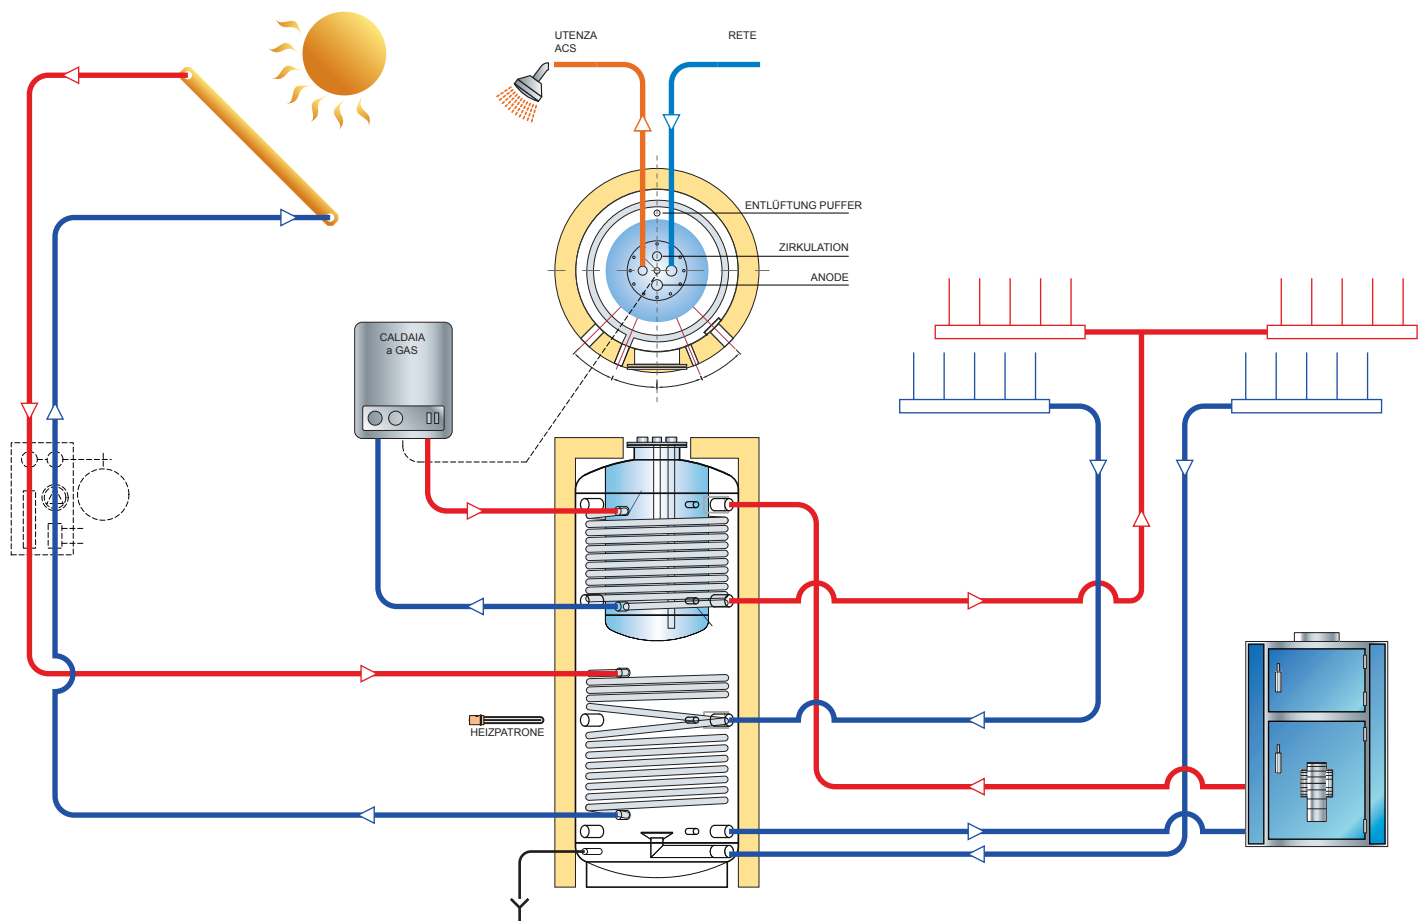 UTENZA
ACS
RETE
ENTLÜFTUNG PUFFER
ZIRKULATION
ANODE
CALDAIA
a GAS
HEIZPATRONE